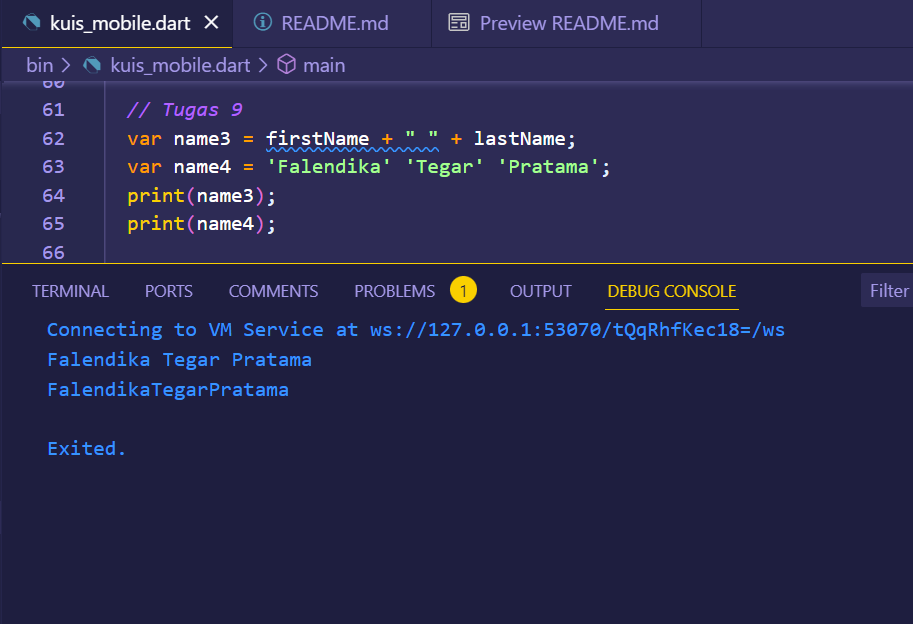 kuis_mobile.dart
README.md
Preview README.md
bin > kuis_mobile.dart > main
60
61 // Tugas 9
62 var name3 = firstName + " " + lastName;
63 var name4 = 'Falendika' 'Tegar' 'Pratama';
64 print(name3);
65 print(name4);
66
TERMINAL PORTS COMMENTS PROBLEMS 1 OUTPUT DEBUG CONSOLE Filter
Connecting to VM Service at ws://127.0.0.1:53070/tQqRhfKec18=/ws
Falendika Tegar Pratama
FalendikaTegarPratama
Exited.